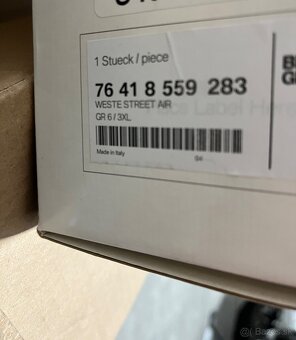 1 Stueck / piece
76 41 8 559 283
WESTE STREET AIR
GR 6 / 3XL
Made in Italy